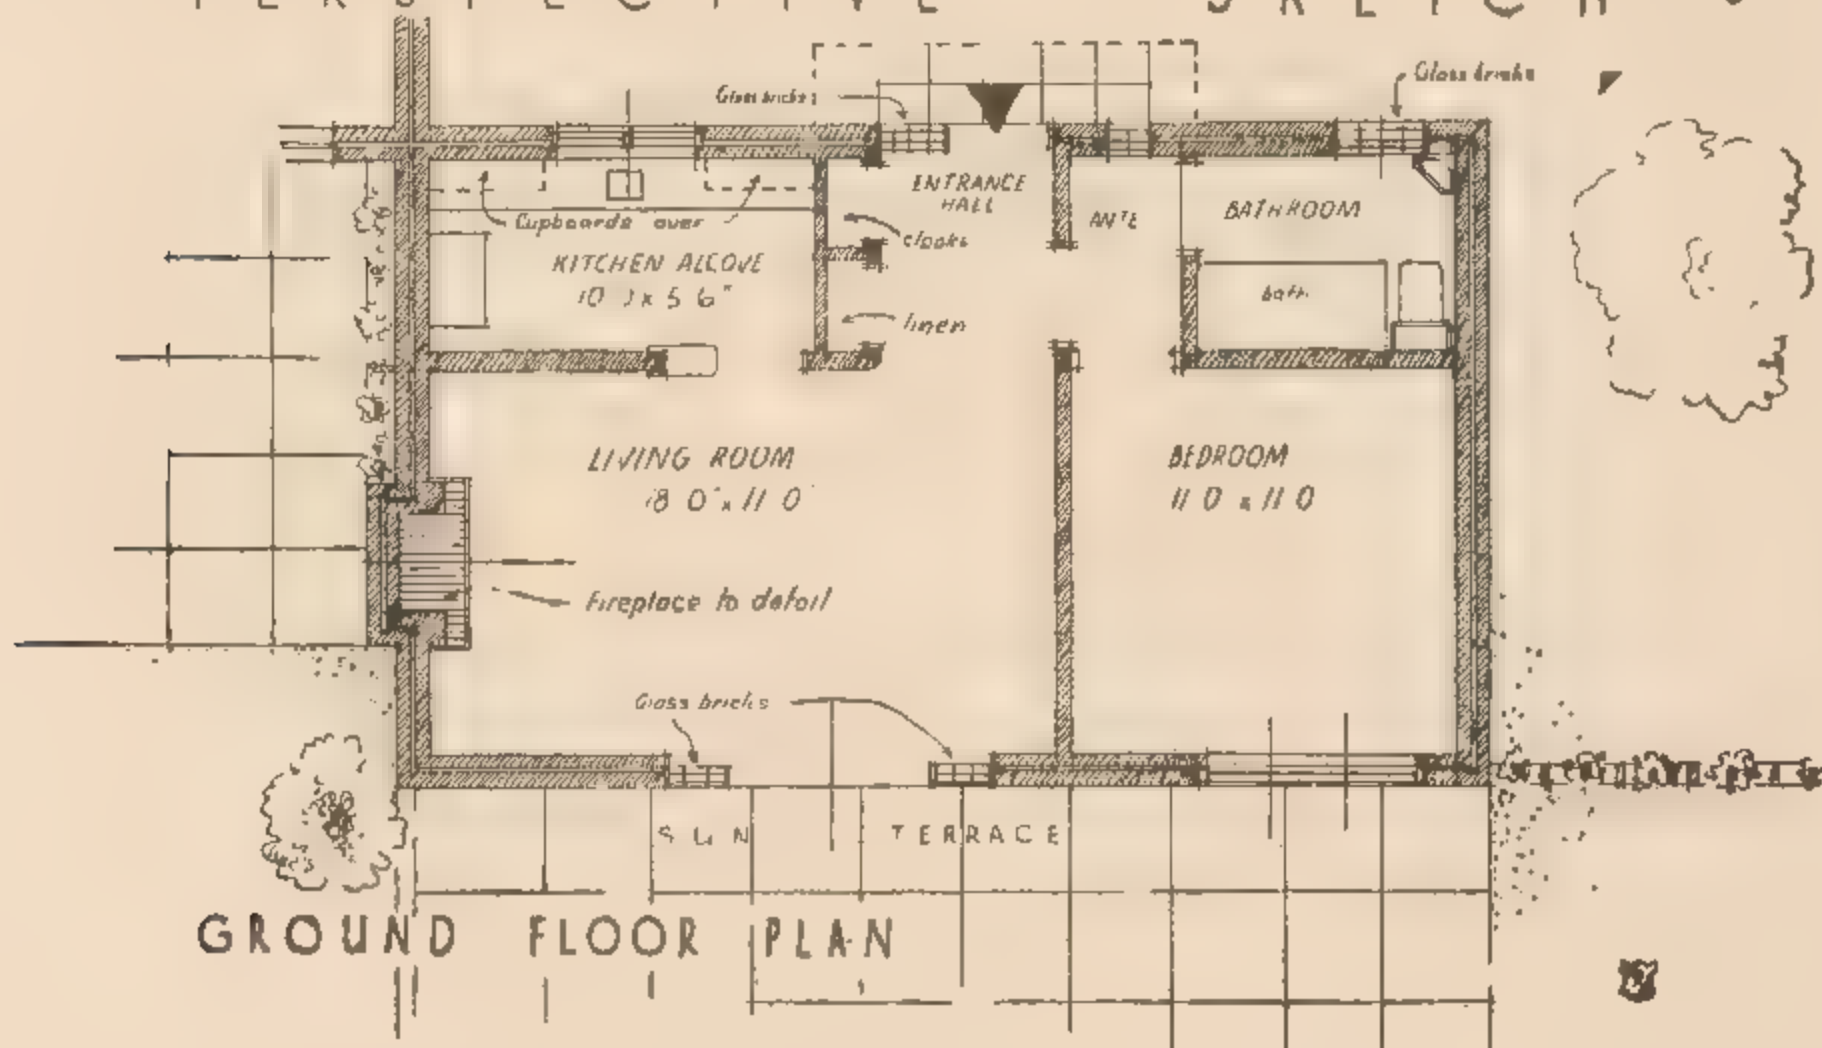 PERSPECTIVE SKETCH
Glass bricks
Glass bricks
ENTRANCE
HALL
ANTE
BATHROOM
Cupboards over
cloaks
KITCHEN ALCOVE
5 6"
bath
linen
LIVING ROOM
18 0" x 11 0
BEDROOM
11 0 x 11 0
Fireplace to detail
Glass bricks
SUN TERRACE
GROUND FLOOR PLAN